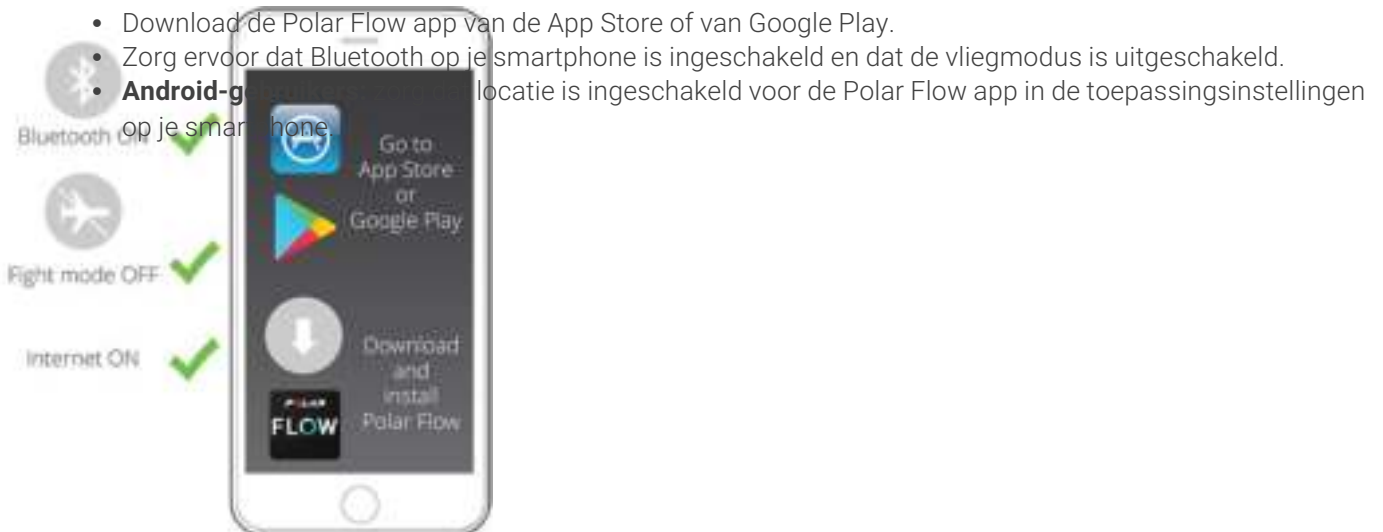 • Download de Polar Flow app van de App Store of van Google Play.
• Zorg ervoor dat Bluetooth op je smartphone is ingeschakeld en dat de vliegmodus is uitgeschakeld.
• Android-gebruikers: locatie is ingeschakeld voor de Polar Flow app in de toepassingsinstellingen
op je smartphone.
Bluetooth ON
Go to
App Store
or
Google Play
Fight mode OFF
Internet ON
Download
and
install
Polar Flow
POLAR
FLOW